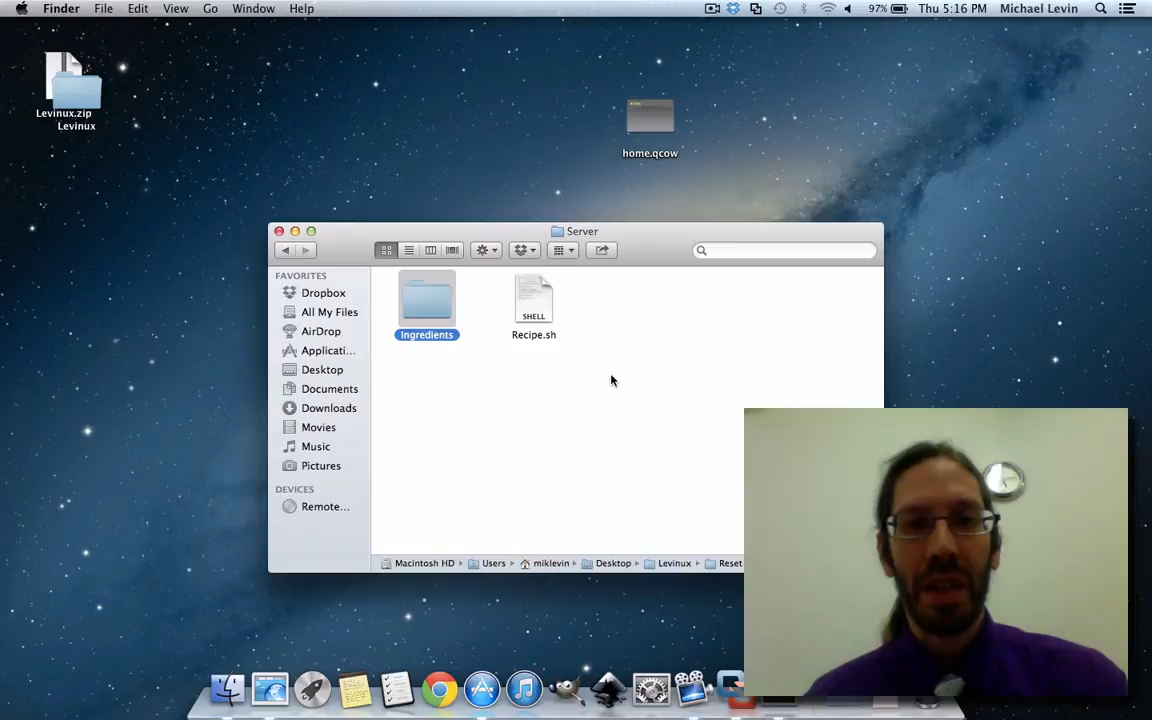 Finder File Edit View Go Window Help 97% Thu 5:16 PM Michael Levin
Levinux.zip
Levinux
home.qcow
Server
FAVORITES
Dropbox
All My Files
AirDrop
Applicati...
Desktop
Documents
Downloads
Movies
Music
Pictures
DEVICES
Remote...
SHELL
Ingredients
Recipe.sh
Macintosh HD Users miklevin Desktop Levinux Reset